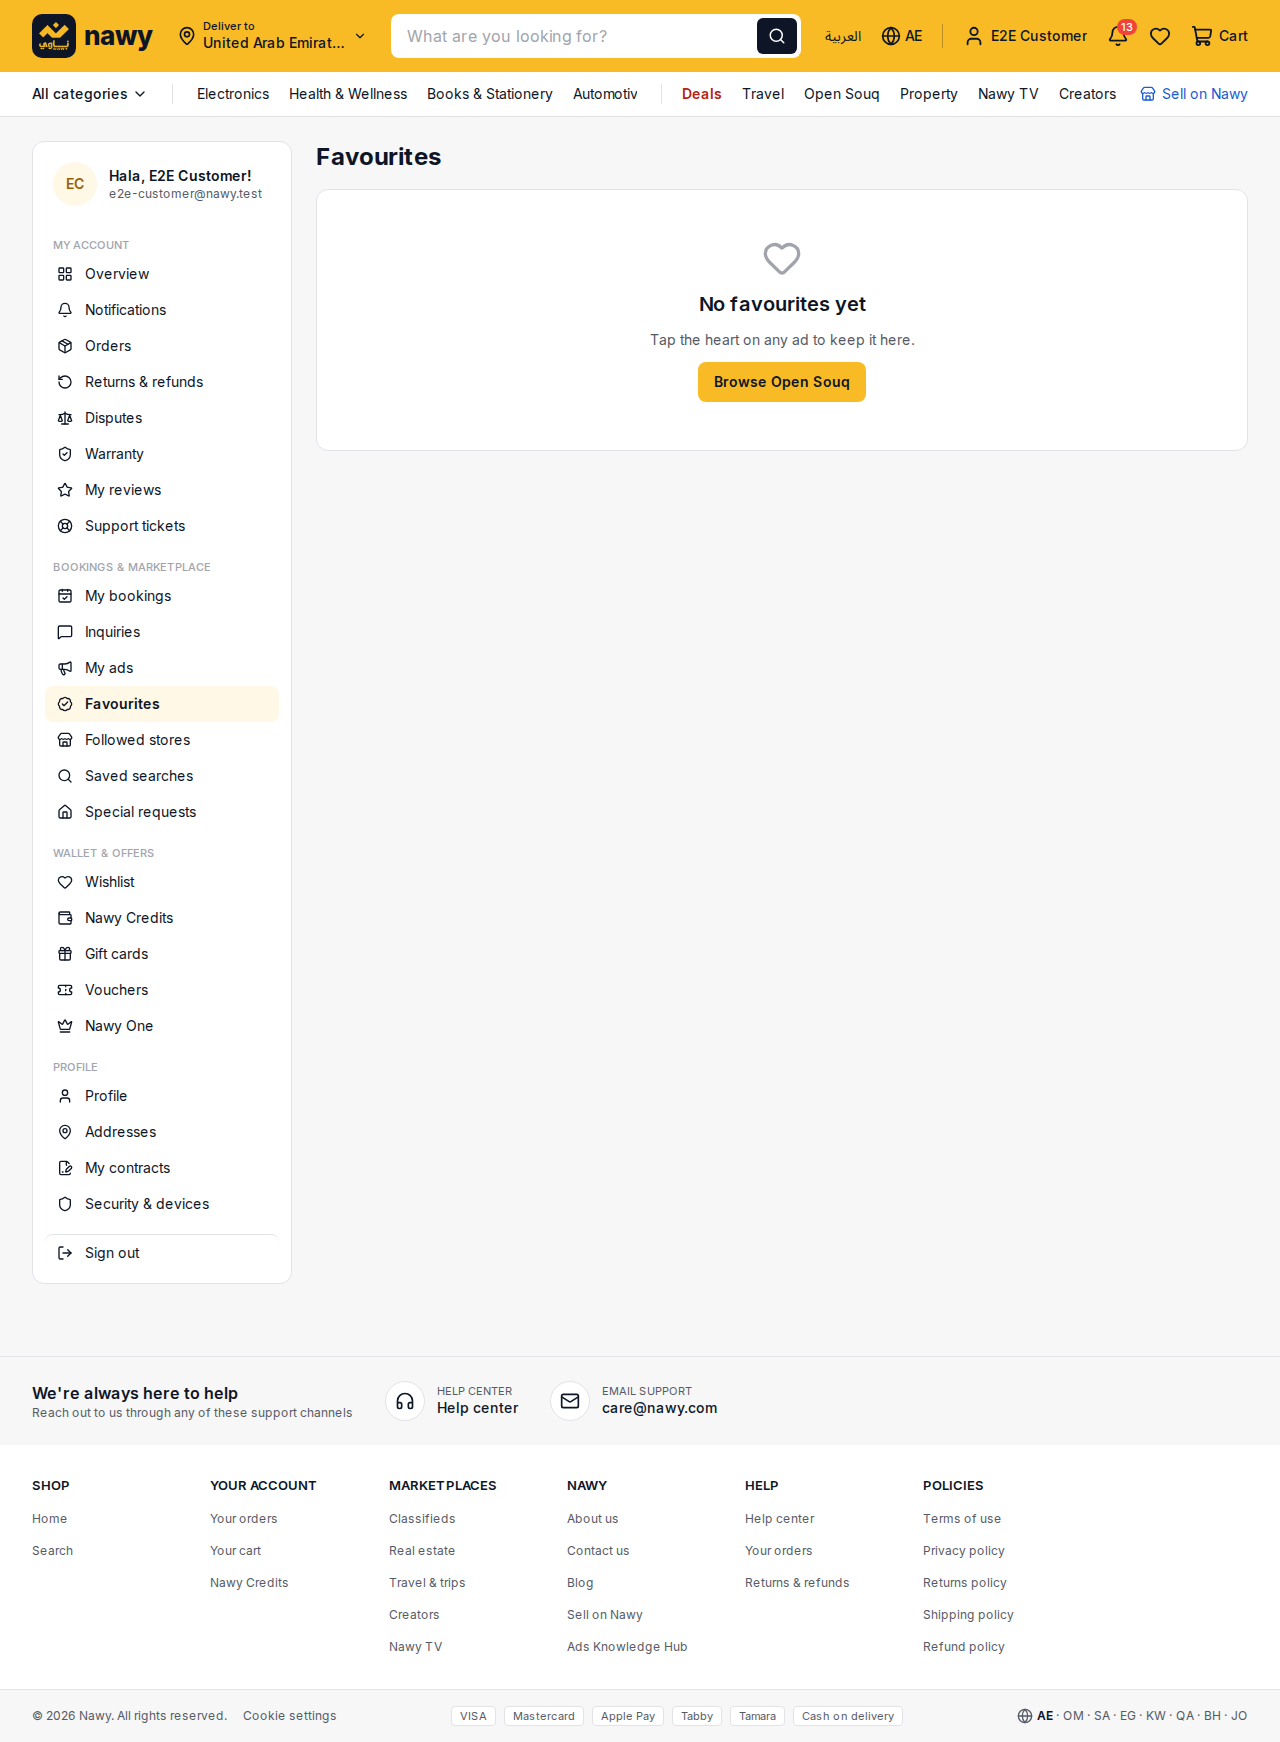 nawy
Deliver to
United Arab Emirat...
What are you looking for?
العربية
AE
E2E Customer
13
Cart
All categories
Electronics
Health & Wellness
Books & Stationery
Automotiv
Deals
Travel
Open Souq
Property
Nawy TV
Creators
Sell on Nawy
EC
Hala, E2E Customer!
e2e-customer@nawy.test
MY ACCOUNT
Overview
Notifications
Orders
Returns & refunds
Disputes
Warranty
My reviews
Support tickets
BOOKINGS & MARKETPLACE
My bookings
Inquiries
My ads
Favourites
Followed stores
Saved searches
Special requests
WALLET & OFFERS
Wishlist
Nawy Credits
Gift cards
Vouchers
Nawy One
PROFILE
Profile
Addresses
My contracts
Security & devices
Sign out
Favourites
No favourites yet
Tap the heart on any ad to keep it here.
Browse Open Souq
We're always here to help
Reach out to us through any of these support channels
HELP CENTER
Help center
EMAIL SUPPORT
care@nawy.com
SHOP
Home
Search
YOUR ACCOUNT
Your orders
Your cart
Nawy Credits
MARKETPLACES
Classifieds
Real estate
Travel & trips
Creators
Nawy TV
NAWY
About us
Contact us
Blog
Sell on Nawy
Ads Knowledge Hub
HELP
Help center
Your orders
Returns & refunds
POLICIES
Terms of use
Privacy policy
Returns policy
Shipping policy
Refund policy
© 2026 Nawy. All rights reserved.
Cookie settings
VISA
Mastercard
Apple Pay
Tabby
Tamara
Cash on delivery
AE · OM · SA · EG · KW · QA · BH · JO